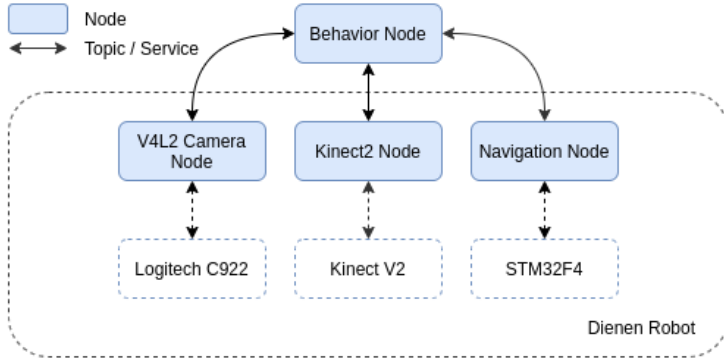 Node
Topic / Service
Behavior Node
V4L2 Camera
Node
Kinect2 Node
Navigation Node
Logitech C922
Kinect V2
STM32F4
Dienen Robot